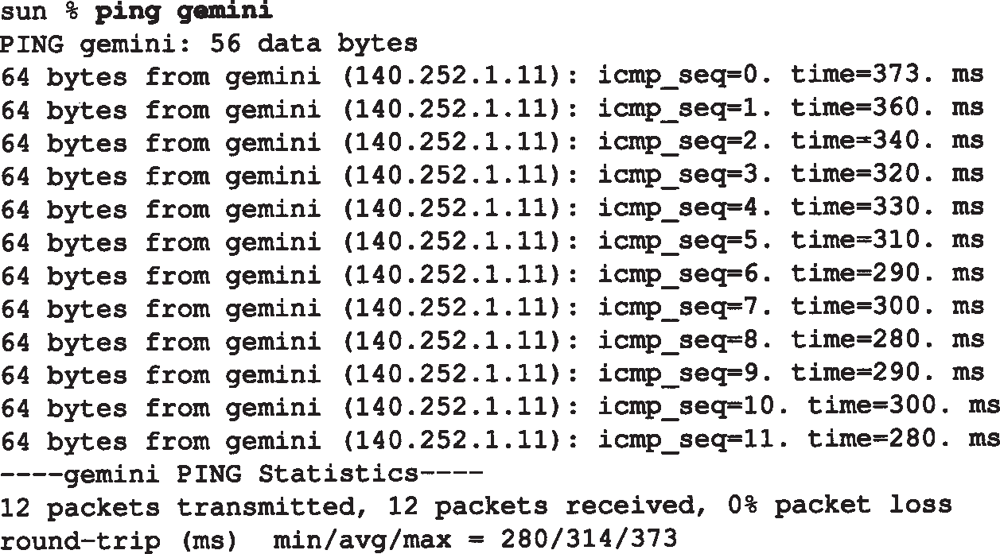 sun % ping gemini
PING gemini: 56 data bytes
64 bytes from gemini (140.252.1.11): icmp_seq=0. time=373. ms
64 bytes from gemini (140.252.1.11): icmp_seq=1. time=360. ms
64 bytes from gemini (140.252.1.11): icmp_seq=2. time=340. ms
64 bytes from gemini (140.252.1.11): icmp_seq=3. time=320. ms
64 bytes from gemini (140.252.1.11): icmp_seq=4. time=330. ms
64 bytes from gemini (140.252.1.11): icmp_seq=5. time=310. ms
64 bytes from gemini (140.252.1.11): icmp_seq=6. time=290. ms
64 bytes from gemini (140.252.1.11): icmp_seq=7. time=300. ms
64 bytes from gemini (140.252.1.11): icmp_seq=8. time=280. ms
64 bytes from gemini (140.252.1.11): icmp_seq=9. time=290. ms
64 bytes from gemini (140.252.1.11): icmp_seq=10. time=300. ms
64 bytes from gemini (140.252.1.11): icmp_seq=11. time=280. ms
----gemini PING Statistics----
12 packets transmitted, 12 packets received, 0% packet loss
round-trip (ms)  min/avg/max = 280/314/373